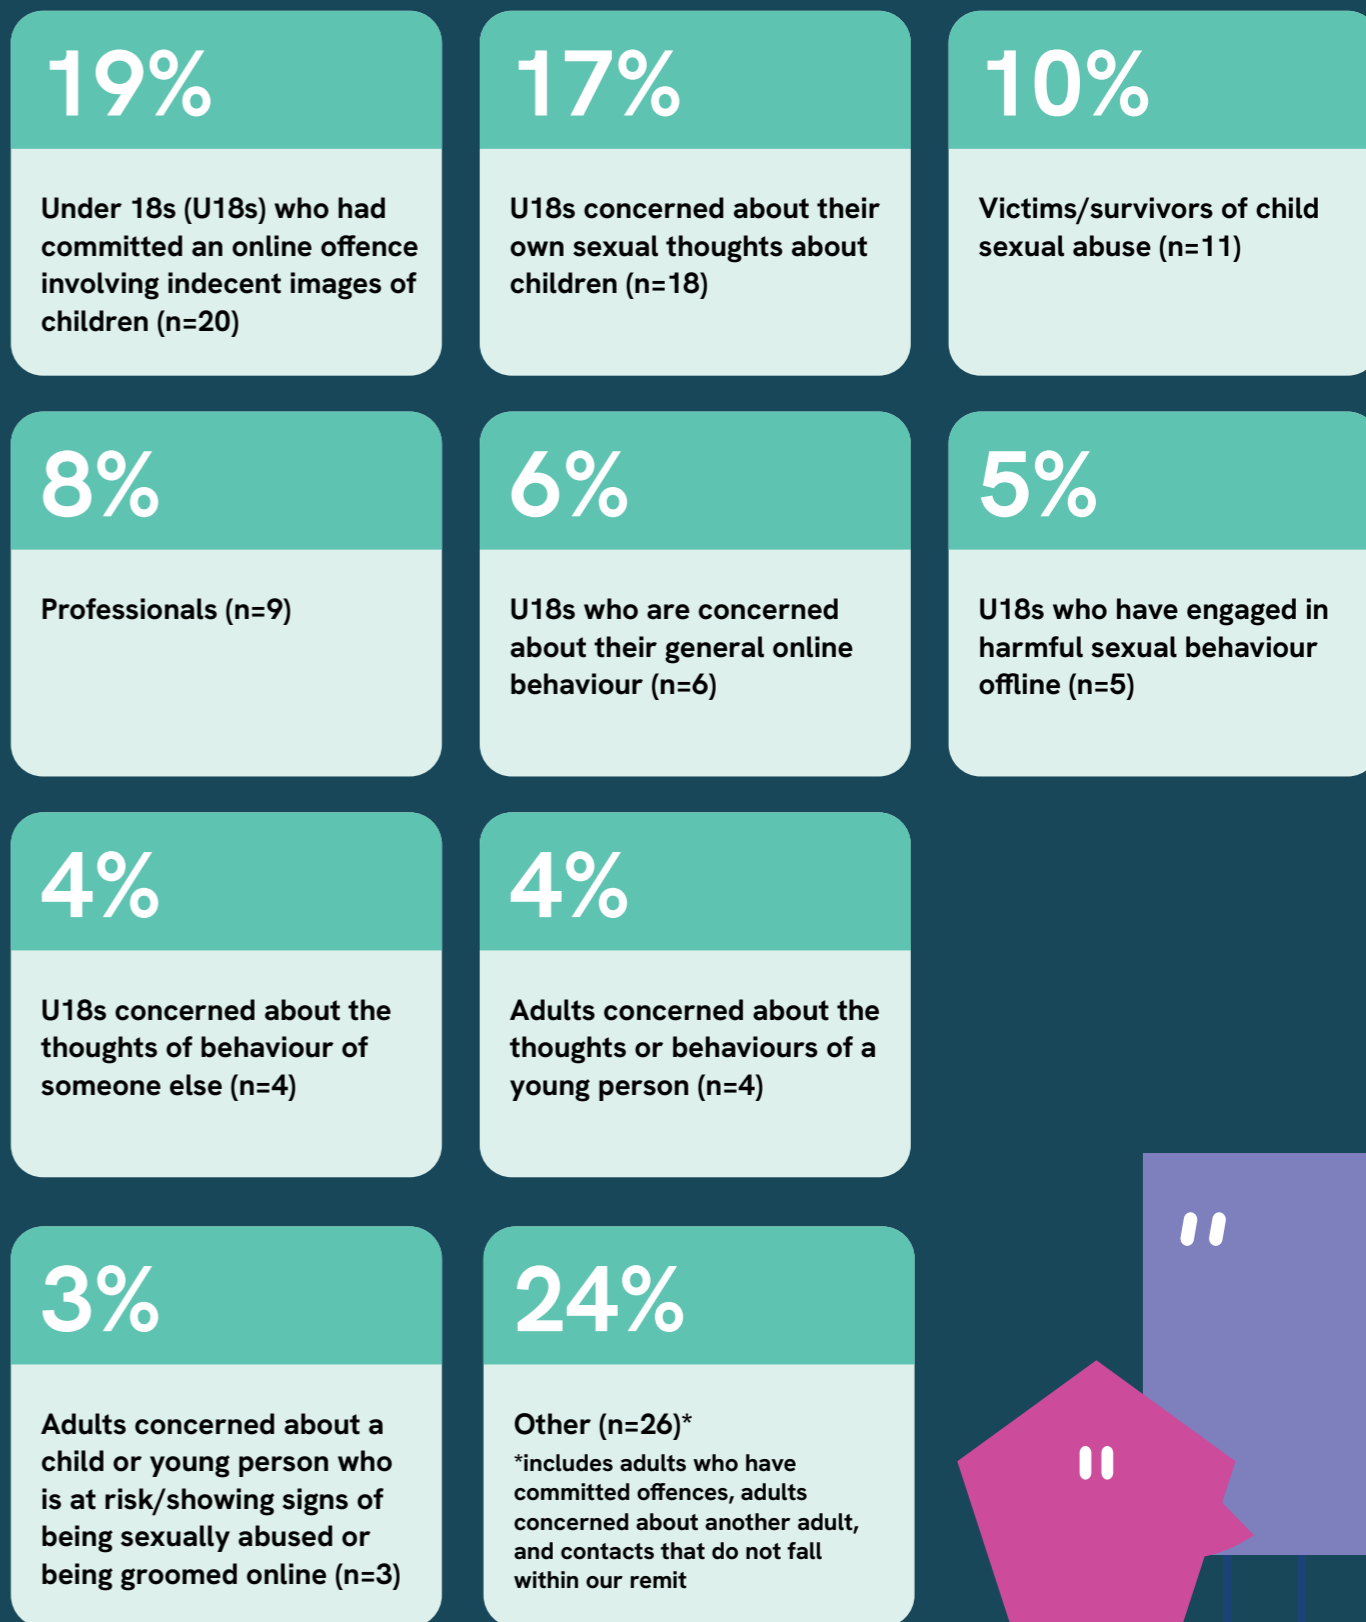 19%
Under 18s (U18s) who had
committed an online offence
involving indecent images of
children (n=20)
17%
U18s concerned about their
own sexual thoughts about
children (n=18)
10%
Victims/survivors of child
sexual abuse (n=11)
8%
Professionals (n=9)
6%
U18s who are concerned
about their general online
behaviour (n=6)
5%
U18s who have engaged in
harmful sexual behaviour
offline (n=5)
4%
U18s concerned about the
thoughts of behaviour of
someone else (n=4)
4%
Adults concerned about the
thoughts or behaviours of a
young person (n=4)
3%
Adults concerned about a
child or young person who
is at risk/showing signs of
being sexually abused or
being groomed online (n=3)
24%
Other (n=26)*
*includes adults who have
committed offences, adults
concerned about another adult,
and contacts that do not fall
within our remit